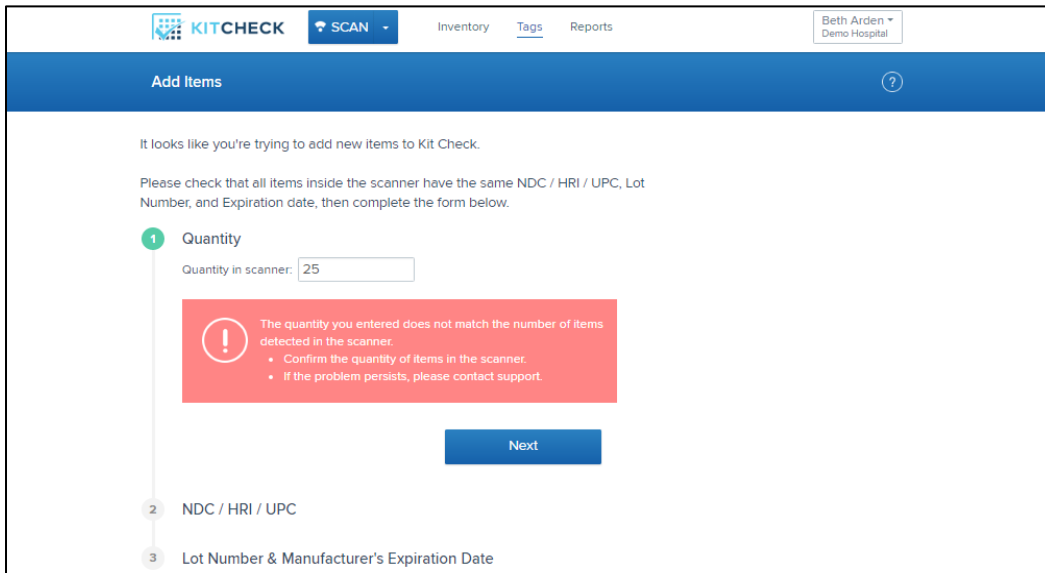 KITCHECK
SCAN
Inventory
Tags
Reports
Beth Arden
Demo Hospital
Add Items
?
It looks like you're trying to add new items to Kit Check.
Please check that all items inside the scanner have the same NDC / HRI / UPC, Lot
Number, and Expiration date, then complete the form below.
1 Quantity
Quantity in scanner: 25
!
The quantity you entered does not match the number of items
detected in the scanner.
• Confirm the quantity of items in the scanner.
• If the problem persists, please contact support.
Next
2 NDC / HRI / UPC
3 Lot Number & Manufacturer's Expiration Date